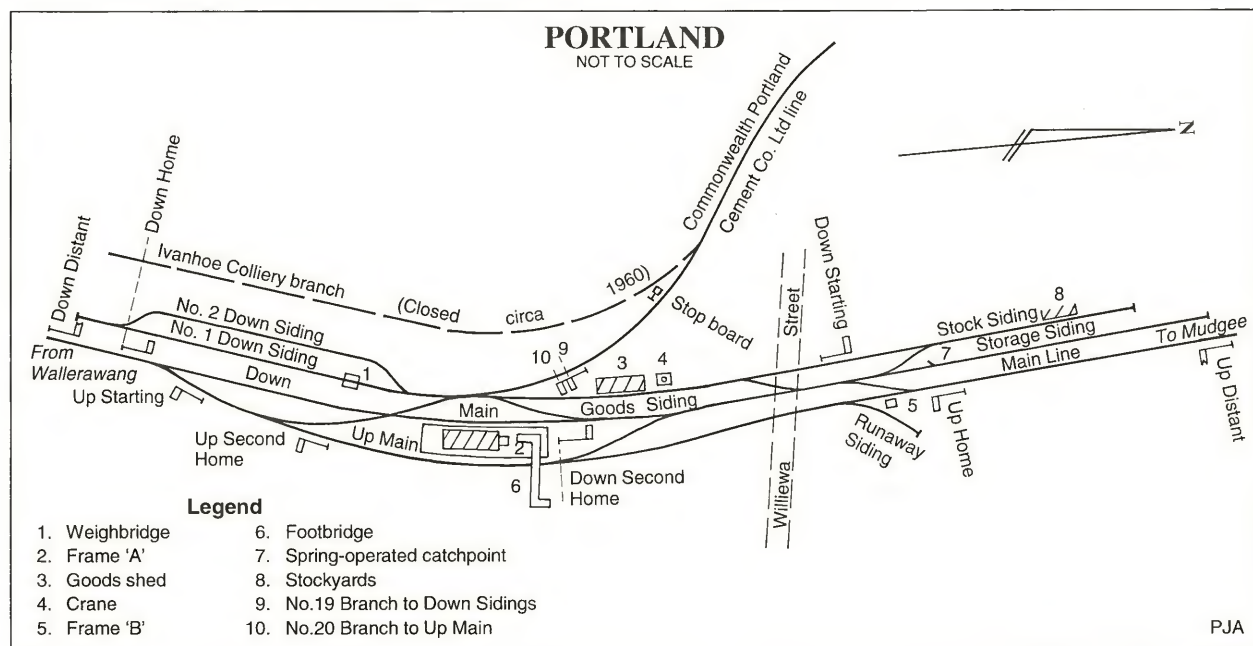 PORTLAND
NOT TO SCALE
Commonwealth Portland
Cement Co. Ltd line
N
Down Distant
Down Home
Ivanhoe Colliery branch
(Closed circa 1960)
No. 2 Down Siding
No. 1 Down Siding
1
From
Wallerawang
Down
Main
Up Starting
Up Second
Home
Up Main
2
6
Down Second
Home
10
9
3
4
Stop board
Goods Siding
Williewa Street
Down Starting
Stock Siding
8
Storage Siding
7
Main Line
To Mudgee
5
Runaway
Siding
Up Home
Up Distant
Legend
1. Weighbridge
2. Frame 'A'
3. Goods shed
4. Crane
5. Frame 'B'
6. Footbridge
7. Spring-operated catchpoint
8. Stockyards
9. No.19 Branch to Down Sidings
10. No.20 Branch to Up Main
PJA